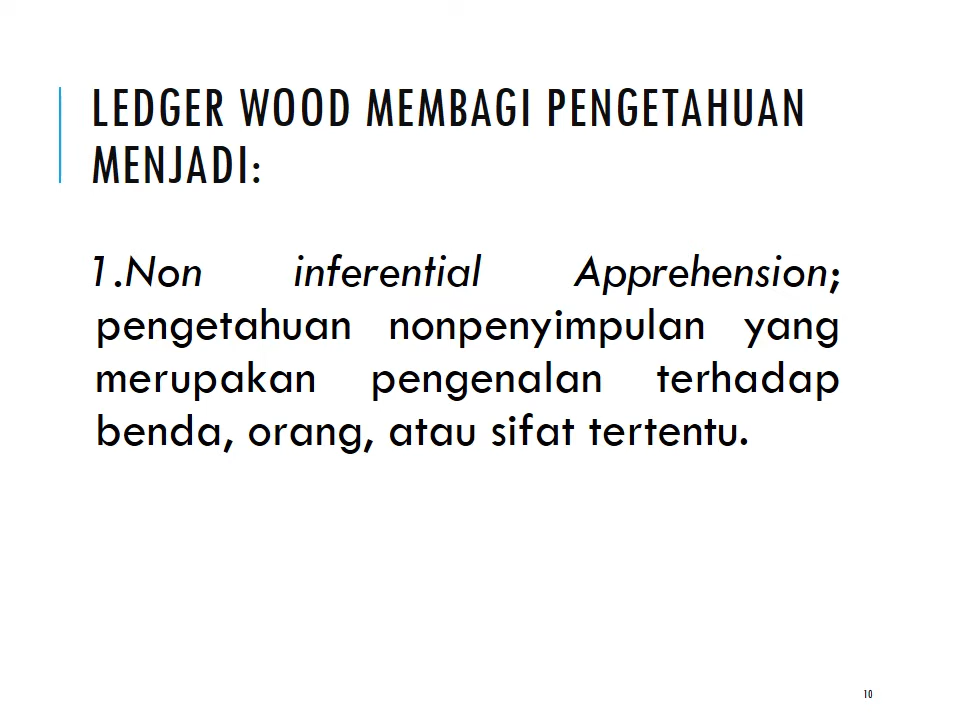 LEDGER WOOD MEMBAGI PENGETAHUAN
MENJADI:
1.Non inferential Apprehension;
pengetahuan nonpenyimpulan yang
merupakan pengenalan terhadap
benda, orang, atau sifat tertentu.
10